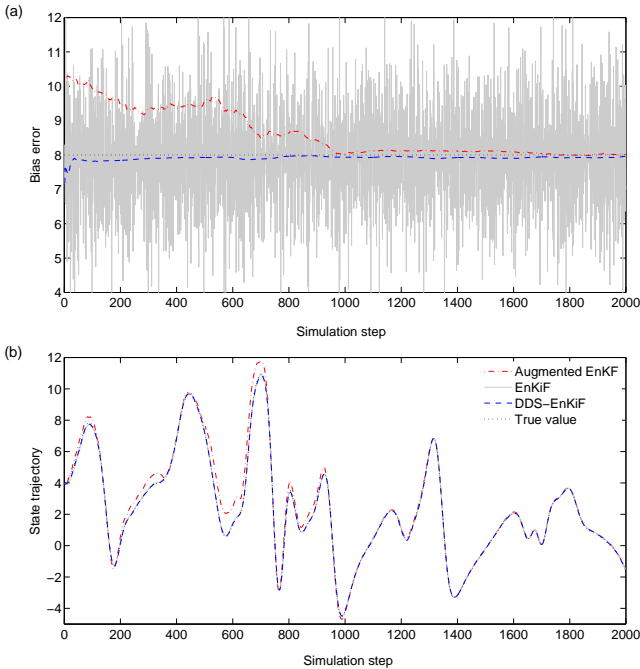 (a)
12
11
10
9
8
7
6
5
4
Bias error
0 200 400 600 800 1000 1200 1400 1600 1800 2000
Simulation step
(b)
12
10
8
6
4
2
0
−2
−4
State trajectory
Augmented EnKF
EnKiF
DDS−EnKiF
True value
0 200 400 600 800 1000 1200 1400 1600 1800 2000
Simulation step